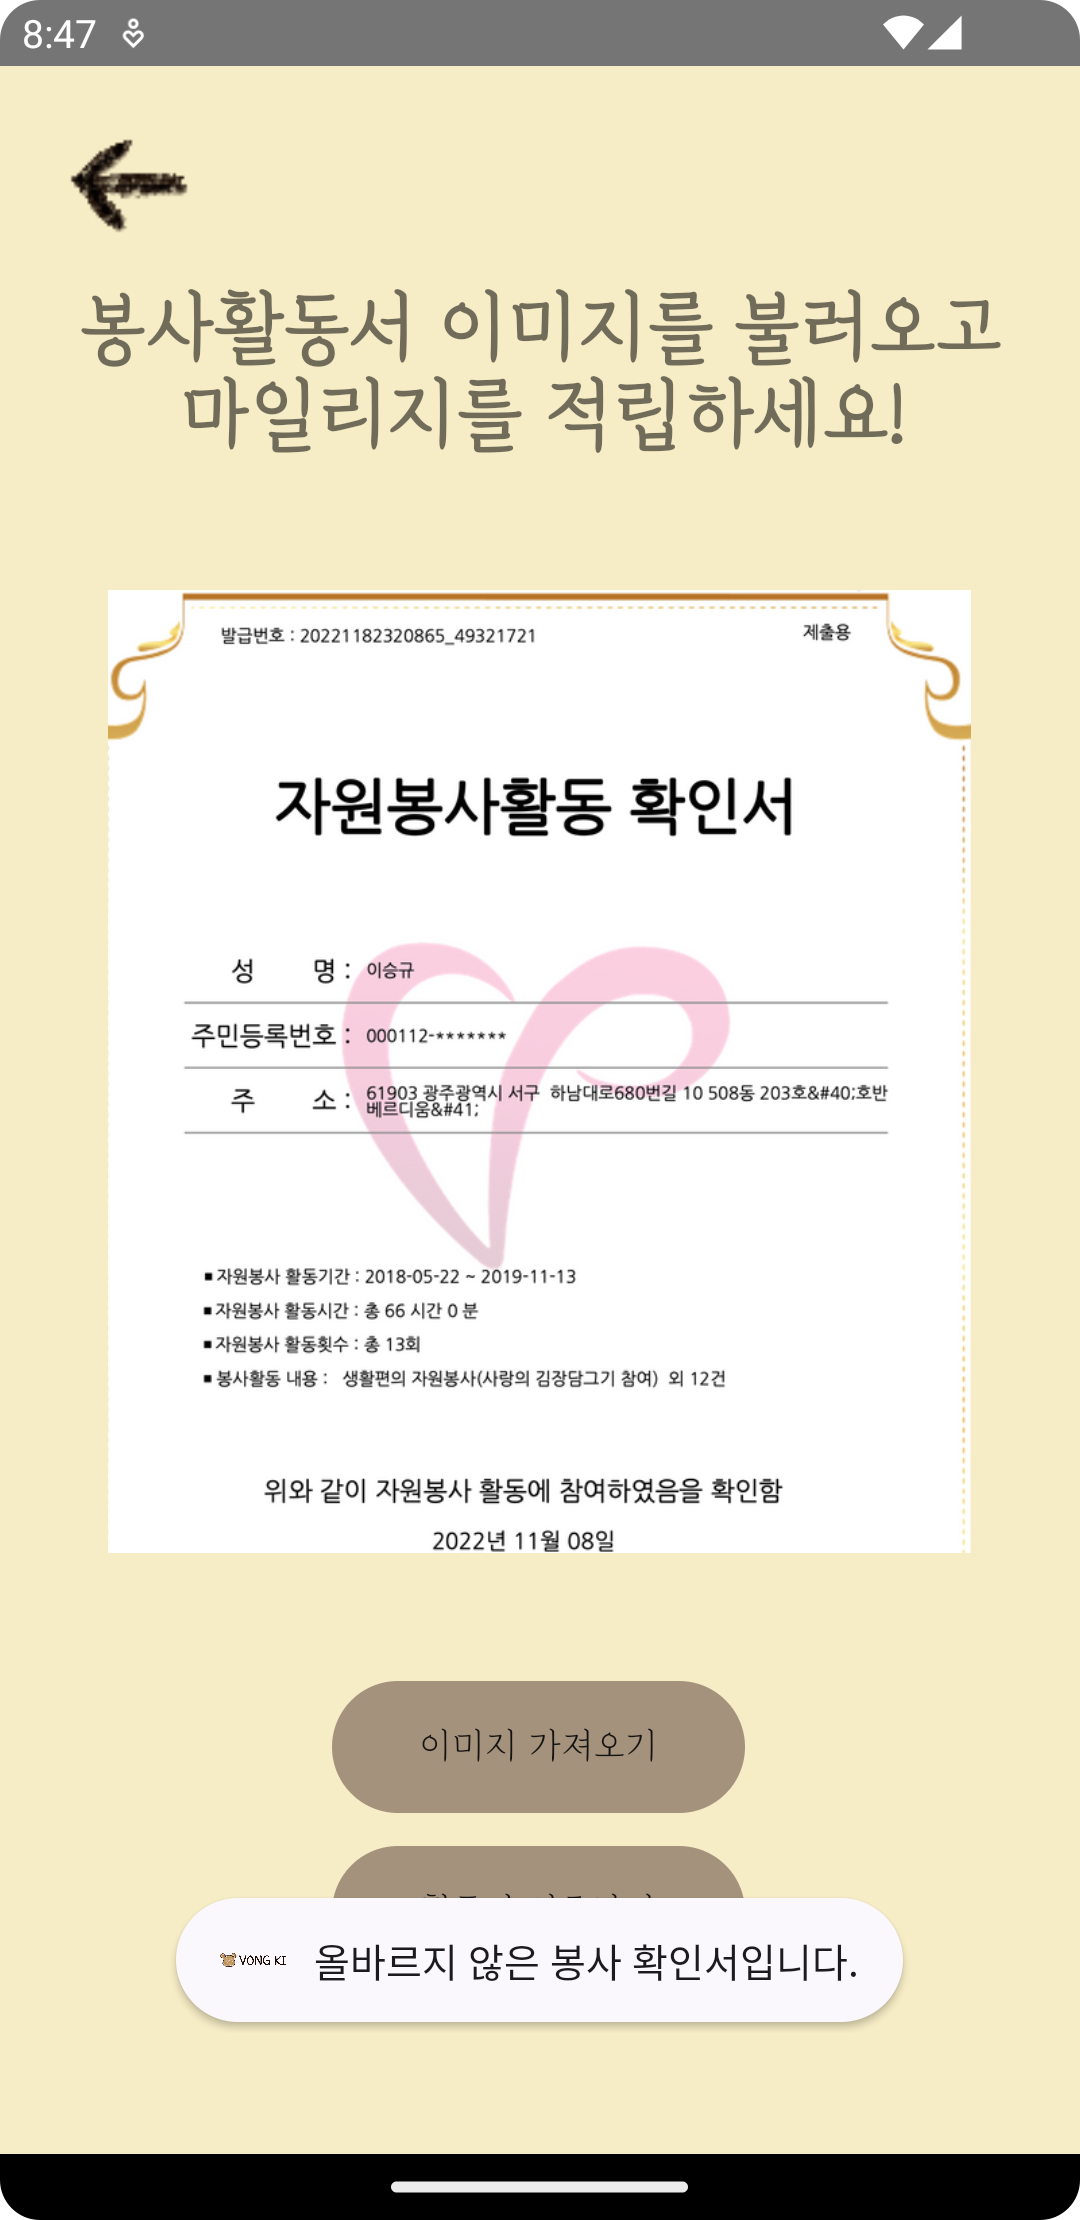 8:47
봉사활동서 이미지를 불러오고
마일리지를 적립하세요!
발급번호 : 20221182320865_49321721
제출용
자원봉사활동 확인서
성 명 : 이승규
주민등록번호 : 000112-*******
주 소 : 61903 광주광역시 서구 하남대로680번길 10 508동 203호&#40;호반
베르디움&#41;
■ 자원봉사 활동기간 : 2018-05-22 ~ 2019-11-13
■ 자원봉사 활동시간 : 총 66 시간 0 분
■ 자원봉사 활동횟수 : 총 13회
■ 봉사활동 내용 : 생활편의 자원봉사(사랑의 김장담그기 참여) 외 12건
위와 같이 자원봉사 활동에 참여하였음을 확인함
2022년 11월 08일
이미지 가져오기
VONG KI 올바르지 않은 봉사 확인서입니다.